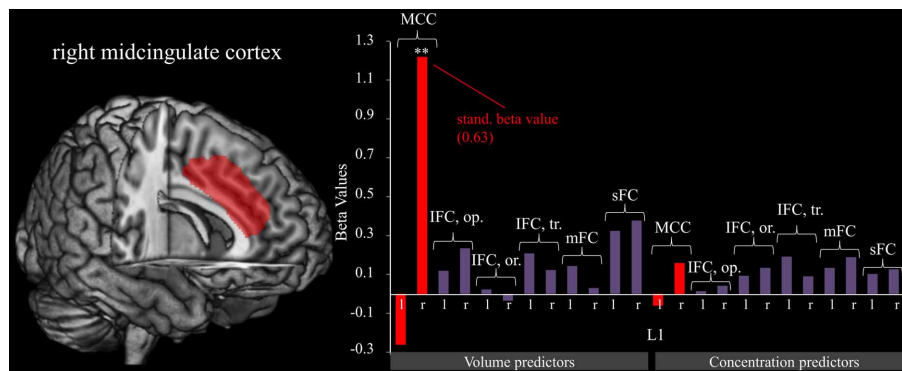 right midcingulate cortex
MCC
**
stand. beta value
(0,63)
Beta Values
1.3
1.1
0.9
0.7
0.5
0.3
0.1
-0.1
-0.3
IFC, op.
IFC, or.
IFC, tr.
mFC
sFC
MCC
IFC, op.
IFC, or.
IFC, tr.
mFC
sFC
l r l r l r l r l r l r l r l r l r l r l r l r
L1
Volume predictors
Concentration predictors